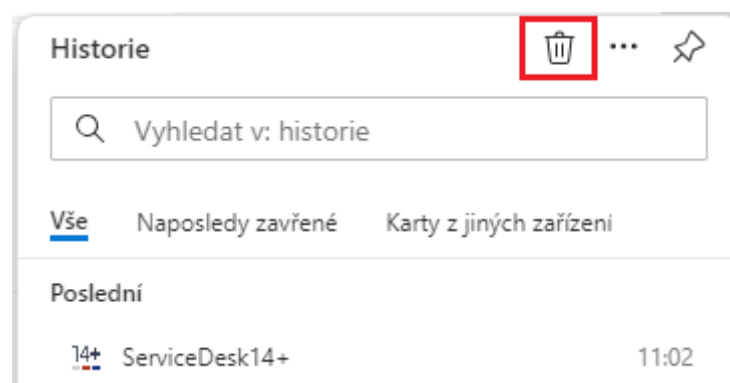 Historie
Vyhledat v: historie
Vše Naposledy zavřené Karty z jiných zařízení
Poslední
14+ ServiceDesk14+ 11:02